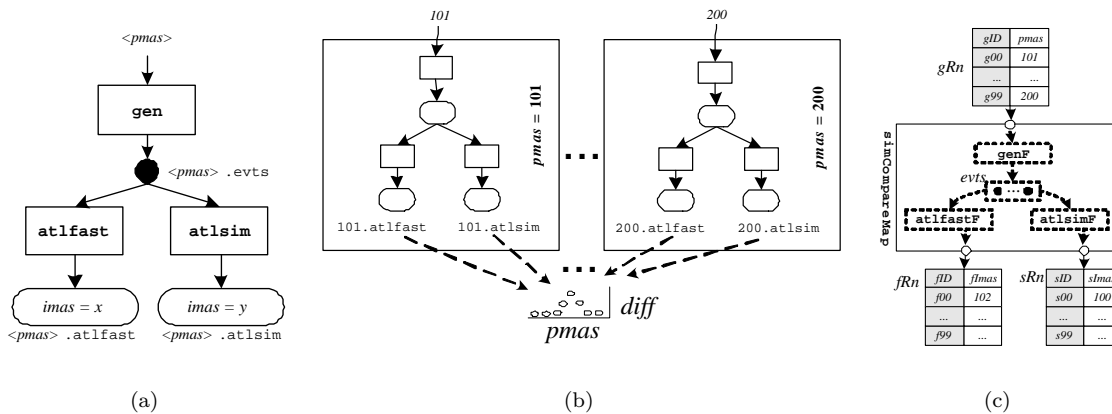 <pmas>
gen
<pmas> .evts
atlfast
atlsim
imas = x
imas = y
<pmas> .atlfast
<pmas> .atlsim
(a)
101
200
pmas = 101
pmas = 200
101.atlfast
101.atlsim
200.atlfast
200.atlsim
diff
pmas
(b)
gRn
gID pmas
g00 101
... ...
g99 200
simCompareMap
genF
evts
...
atlfastF
atlsimF
fRn
fID fImas
f00 102
... ...
f99 ...
sRn
sID sImas
s00 100
... ...
s99 ...
(c)